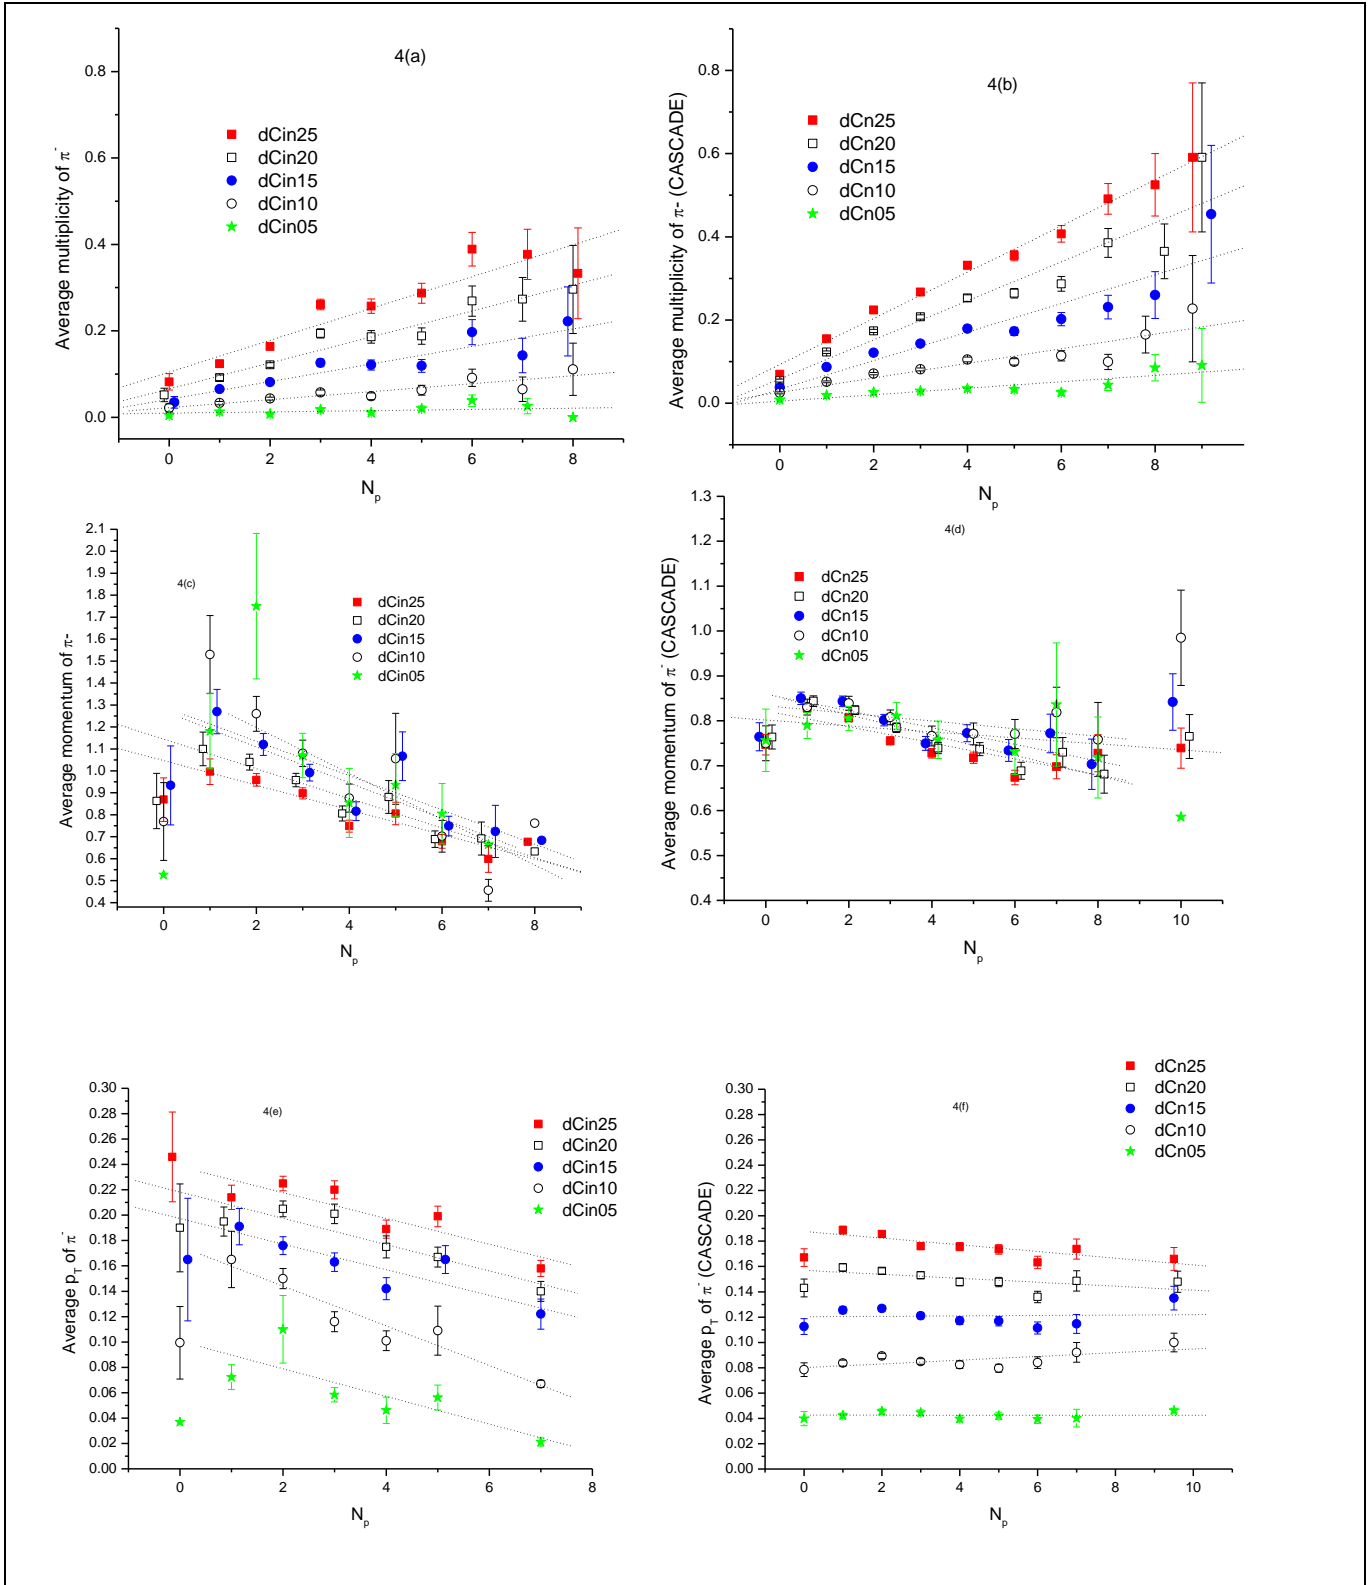 4(a)
Average multiplicity of π-
0.8
0.6
0.4
0.2
0.0
dCin25
dCin20
dCin15
dCin10
dCin05
0 2 4 6 8
Np
4(b)
Average multiplicity of π- (CASCADE)
0.8
0.6
0.4
0.2
0.0
dCn25
dCn20
dCn15
dCn10
dCn05
0 2 4 6 8
Np
4(c)
Average momentum of π-
2.1
2.0
1.9
1.8
1.7
1.6
1.5
1.4
1.3
1.2
1.1
1.0
0.9
0.8
0.7
0.6
0.5
0.4
dCin25
dCin20
dCin15
dCin10
dCin05
0 2 4 6 8
Np
4(d)
Average momentum of π- (CASCADE)
1.3
1.2
1.1
1.0
0.9
0.8
0.7
0.6
0.5
0.4
dCn25
dCn20
dCn15
dCn10
dCn05
0 2 4 6 8 10
Np
4(e)
Average pT of π-
0.30
0.28
0.26
0.24
0.22
0.20
0.18
0.16
0.14
0.12
0.10
0.08
0.06
0.04
0.02
0.00
dCin25
dCin20
dCin15
dCin10
dCin05
0 2 4 6 8
Np
4(f)
Average pT of π- (CASCADE)
0.30
0.28
0.26
0.24
0.22
0.20
0.18
0.16
0.14
0.12
0.10
0.08
0.06
0.04
0.02
0.00
dCn25
dCn20
dCn15
dCn10
dCn05
0 2 4 6 8 10
Np